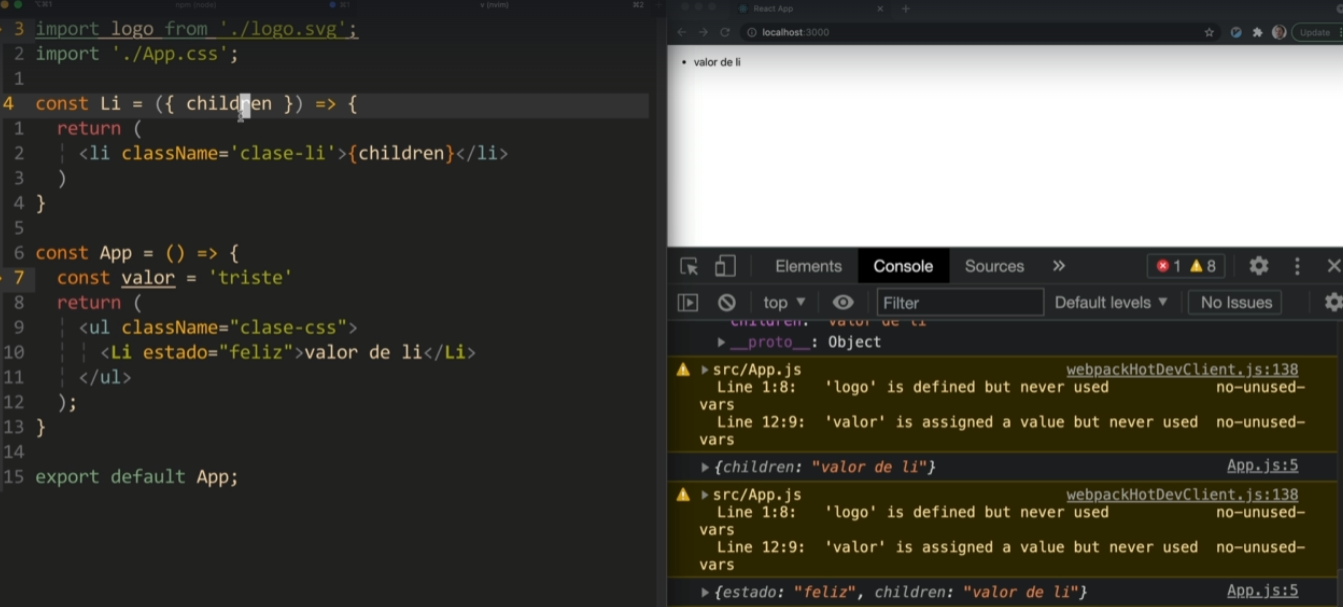 npm (node)
⌘1
v (nvim)
⌘2
3 import logo from './logo.svg';
2 import './App.css';
1
4 const Li = ({ children }) => {
1 return (
2 <li className='clase-li'>{children}</li>
3 )
4 }
5
6 const App = () => {
7 const valor = 'triste'
8 return (
9 <ul className="clase-css">
10 <Li estado="feliz">valor de li</Li>
11 </ul>
12 );
13 }
14
15 export default App;
React App
localhost:3000
Update
• valor de li
Elements Console Sources » 1 8
top Filter Default levels No Issues
children: "valor de li"
__proto__: Object
src/App.js webpackHotDevClient.js:138
Line 1:8: 'logo' is defined but never used no-unused-
vars
Line 12:9: 'valor' is assigned a value but never used no-unused-
vars
{children: "valor de li"} App.js:5
src/App.js webpackHotDevClient.js:138
Line 1:8: 'logo' is defined but never used no-unused-
vars
Line 12:9: 'valor' is assigned a value but never used no-unused-
vars
{estado: "feliz", children: "valor de li"} App.js:5